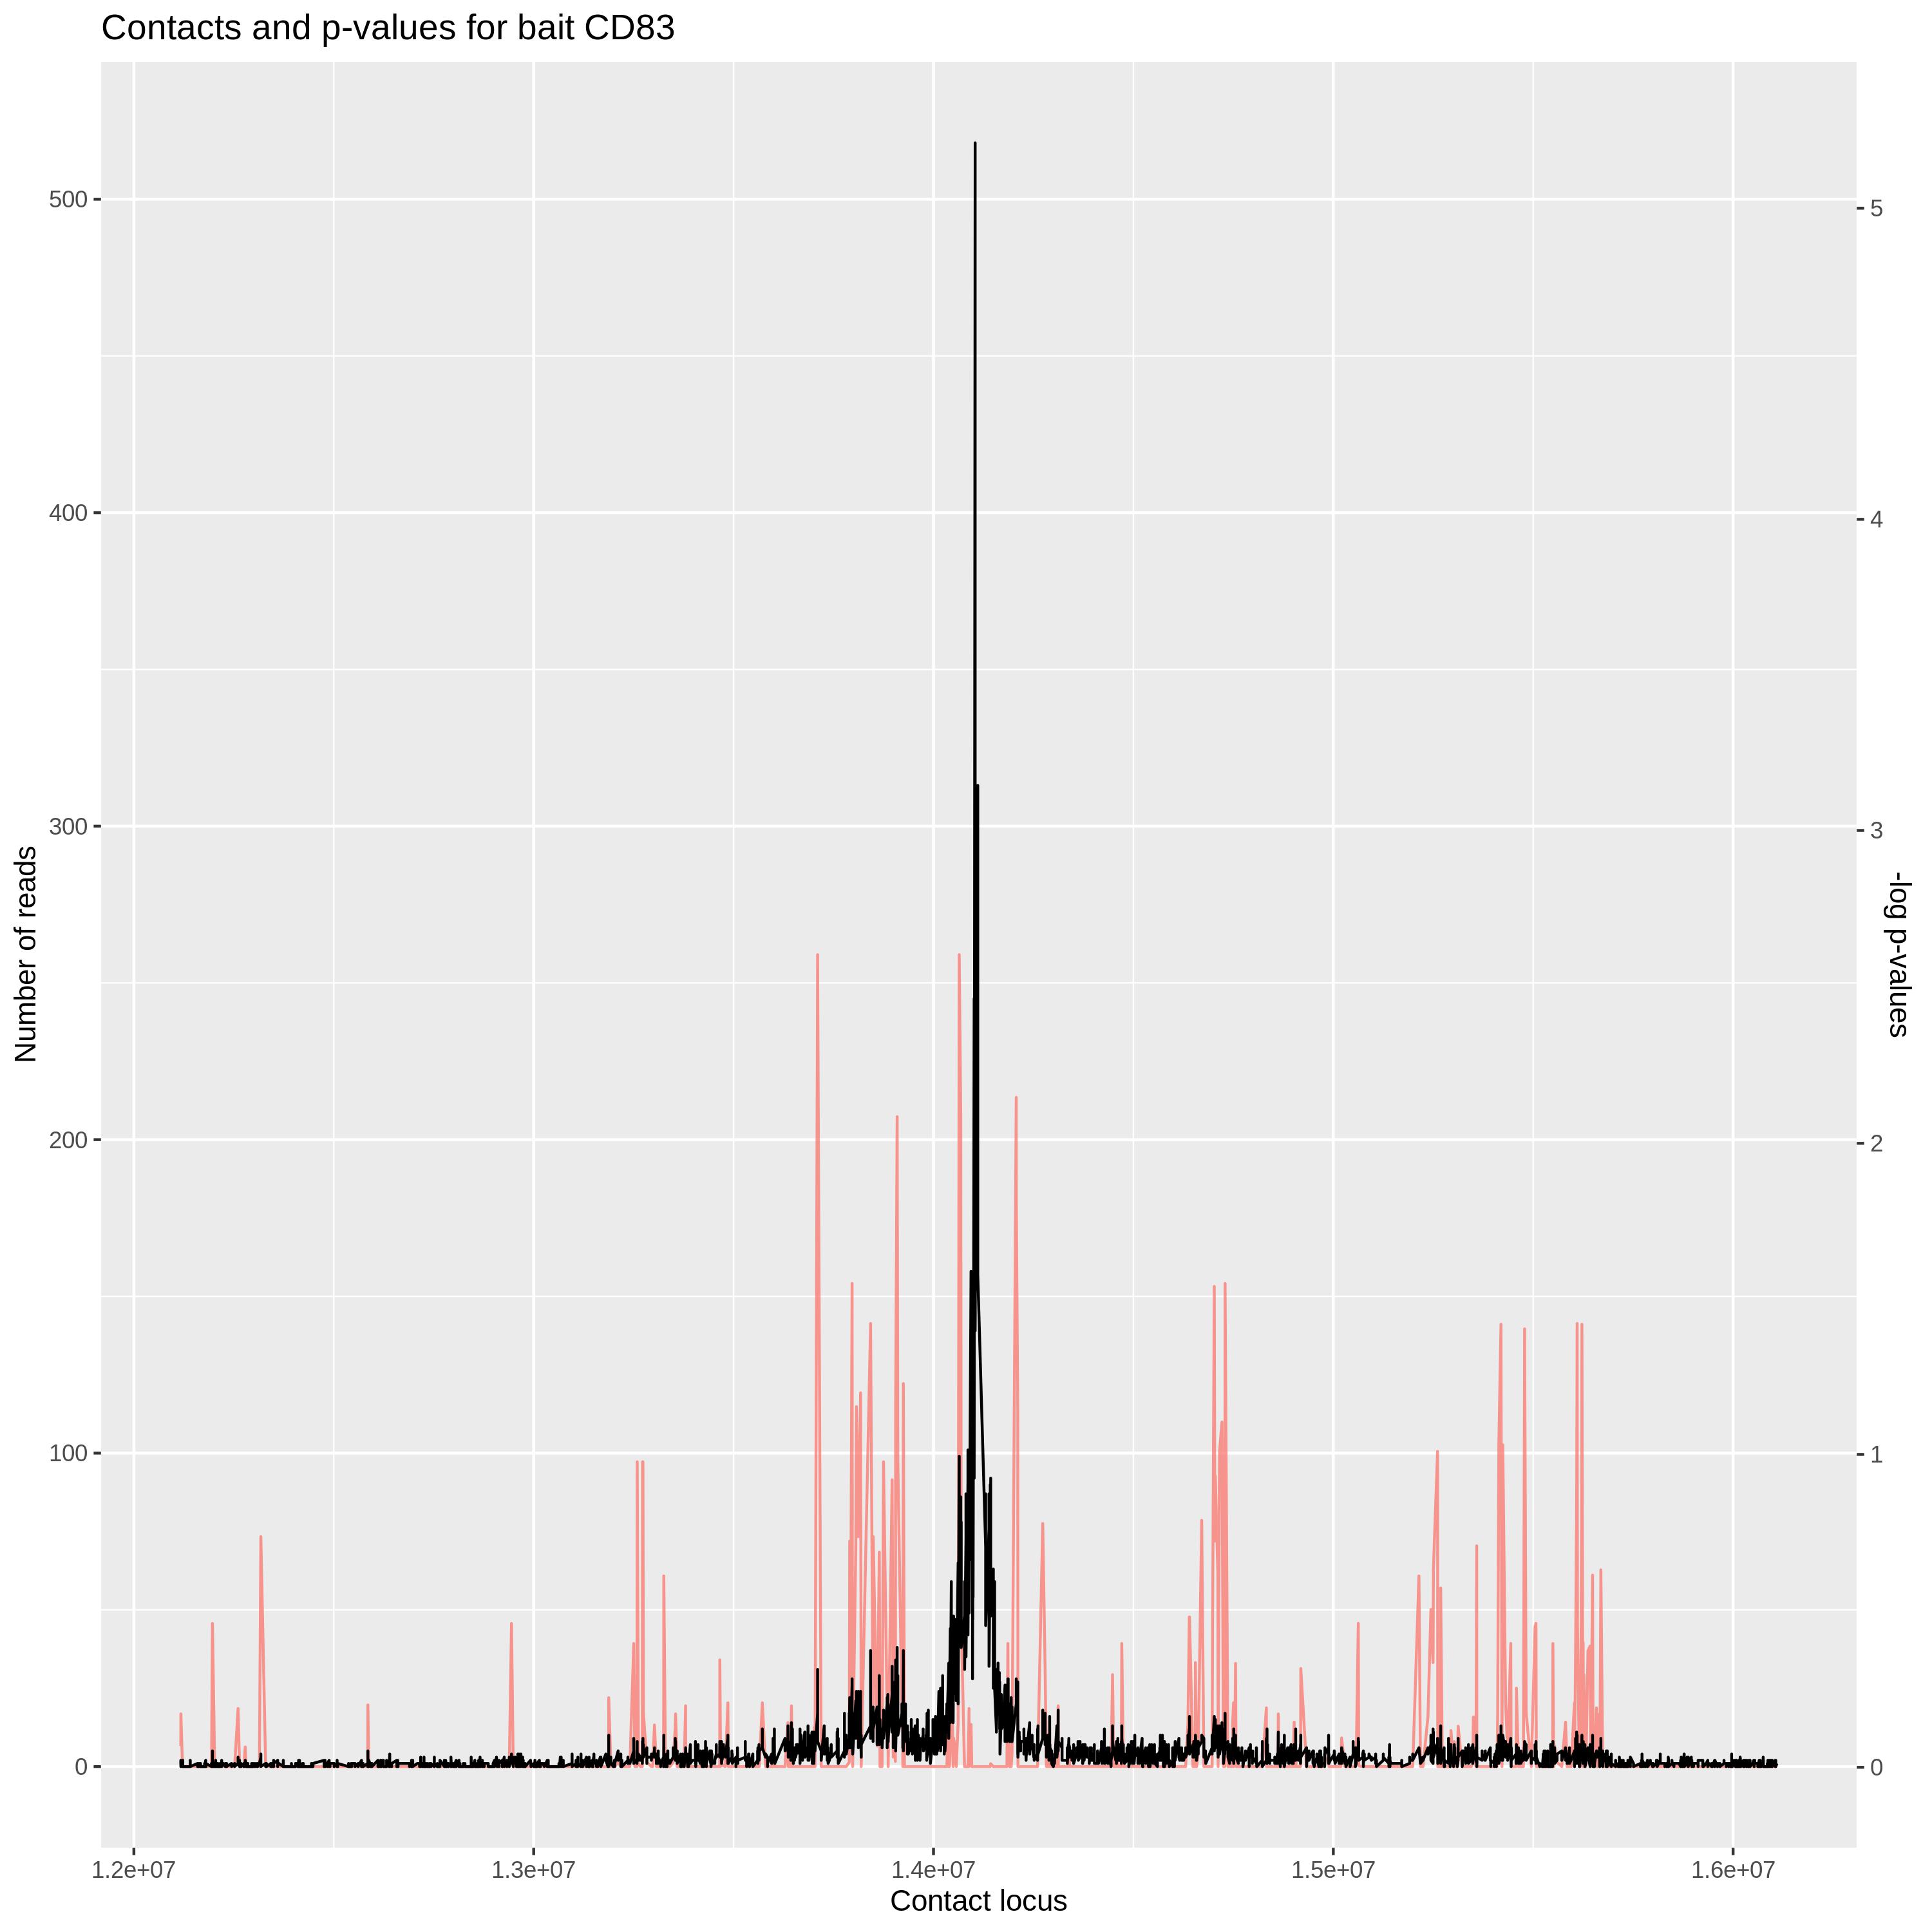 Contacts and p-values for bait CD83
500
400
300
200
100
0
Number of reads
5
4
3
2
1
0
-log p-values
1.2e+07 1.3e+07 1.4e+07 1.5e+07 1.6e+07
Contact locus